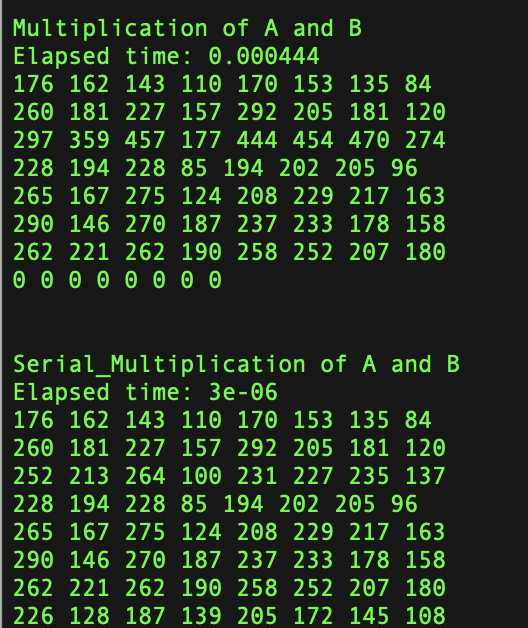 Multiplication of A and B
Elapsed time: 0.000444
176 162 143 110 170 153 135 84
260 181 227 157 292 205 181 120
297 359 457 177 444 454 470 274
228 194 228 85 194 202 205 96
265 167 275 124 208 229 217 163
290 146 270 187 237 233 178 158
262 221 262 190 258 252 207 180
0 0 0 0 0 0 0 0
Serial_Multiplication of A and B
Elapsed time: 3e-06
176 162 143 110 170 153 135 84
260 181 227 157 292 205 181 120
252 213 264 100 231 227 235 137
228 194 228 85 194 202 205 96
265 167 275 124 208 229 217 163
290 146 270 187 237 233 178 158
262 221 262 190 258 252 207 180
226 128 187 139 205 172 145 108